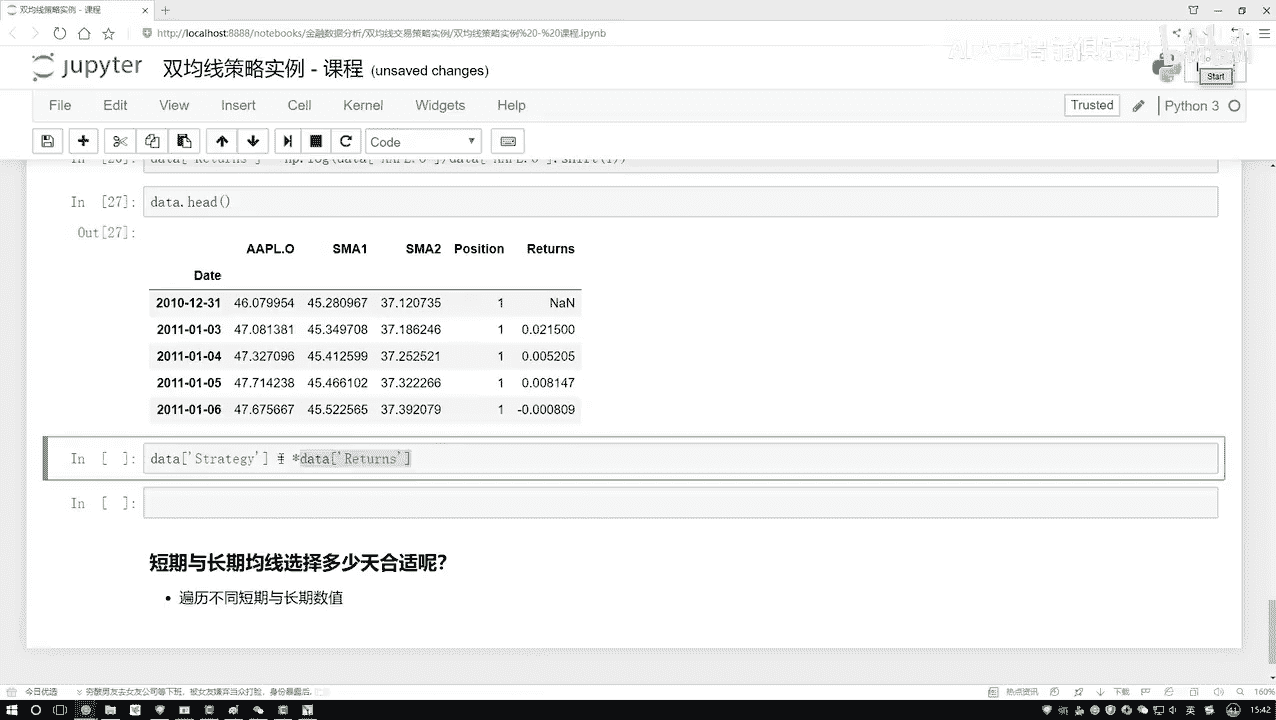 双均线策略实例 - 课程
http://localhost:8888/notebooks/金融数据分析/双均线交易策略实例/双均线策略实例%20-%20课程.ipynb
jupyter 双均线策略实例 - 课程 (unsaved changes)
Start
File Edit View Insert Cell Kernel Widgets Help
Trusted Python 3
Code
In [27]: data.head()
Out[27]:
AAPL.O SMA1 SMA2 Position Returns
Date
2010-12-31 46.079954 45.280967 37.120735 1 NaN
2011-01-03 47.081381 45.349708 37.186246 1 0.021500
2011-01-04 47.327096 45.412599 37.252521 1 0.005205
2011-01-05 47.714238 45.466102 37.322266 1 0.008147
2011-01-06 47.675667 45.522565 37.392079 1 -0.000809
In [ ]: data['Strategy'] = *data['Returns']
In [ ]:
短期与长期均线选择多少天合适呢?
• 遍历不同短期与长期数值
今日优选 热点资讯 下载 160%
英 15:42